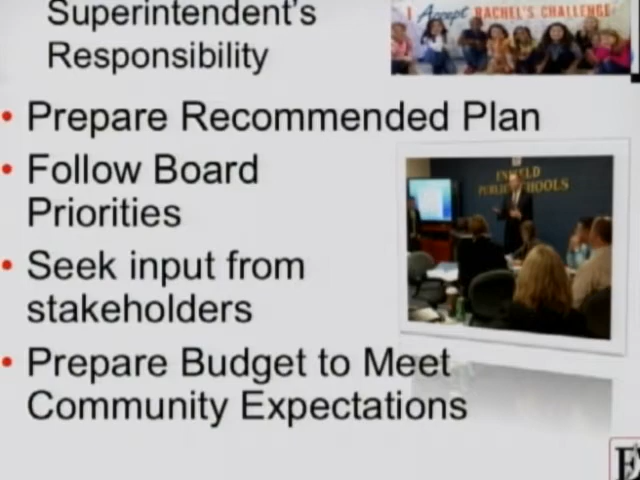 Superintendent's
Responsibility
I Accept RACHEL'S CHALLENGE
• Prepare Recommended Plan
• Follow Board
Priorities
ENFIELD
PUBLIC SCHOOLS
• Seek input from
stakeholders
• Prepare Budget to Meet
Community Expectations
E